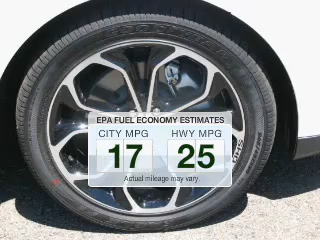 EPA FUEL ECONOMY ESTIMATES
CITY MPG HWY MPG
17 25
Actual mileage may vary.